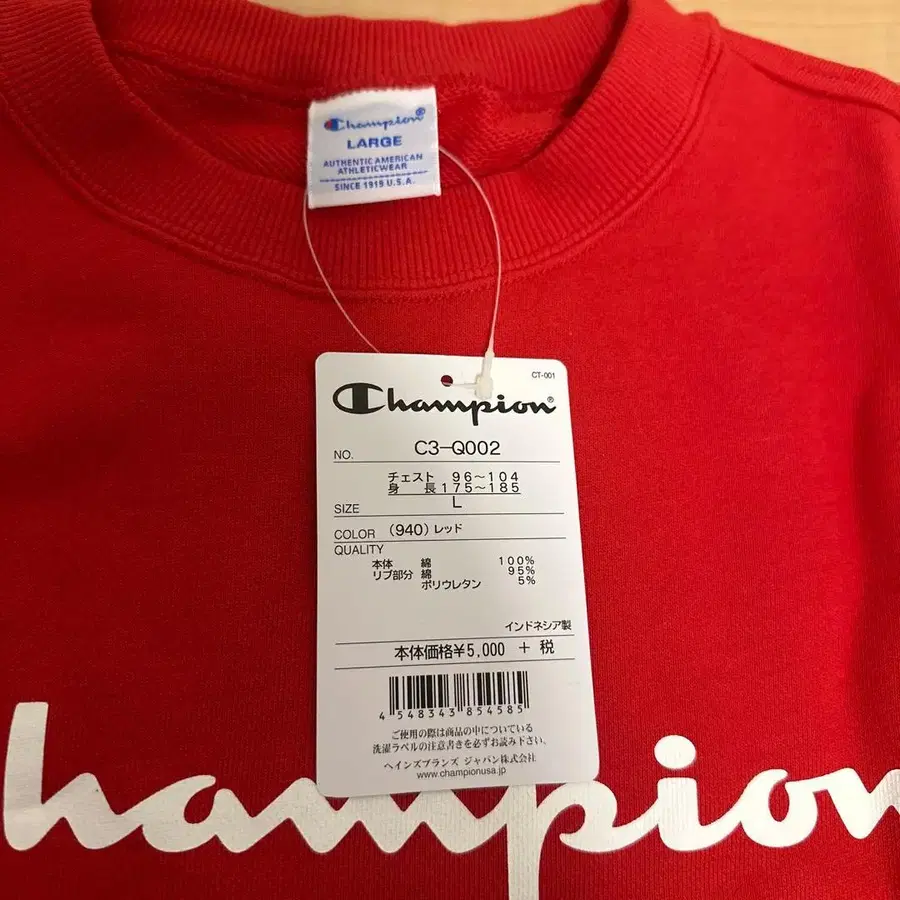 Champion®
LARGE
AUTHENTIC AMERICAN
ATHLETICWEAR
SINCE 1919 U.S.A.
CT-001
Champion®
NO. C3-Q002
チェスト 96～104
身 長 175～185
SIZE L
COLOR (940) レッド
QUALITY
本体 綿 100%
リブ部分 綿 95%
ポリウレタン 5%
インドネシア製
本体価格¥5,000 + 税
4 548343 854585
ご使用の際は商品の中についている
洗濯ラベルの注意書きを必ずお読み下さい。
ヘインズブランズ ジャパン株式会社
www.championusa.jp
hampion